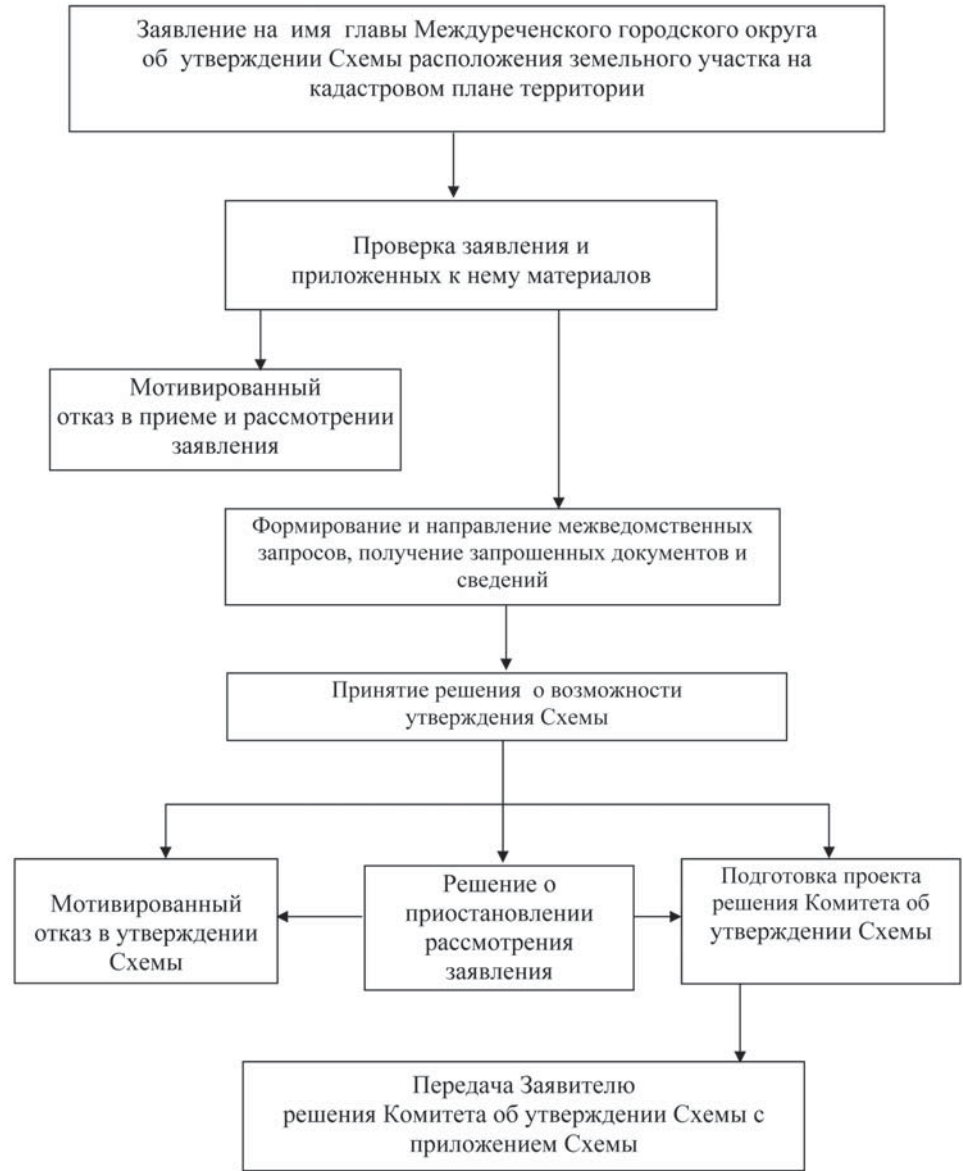 Заявление на имя главы Междуреченского городского округа
об утверждении Схемы расположения земельного участка на
кадастровом плане территории
Проверка заявления и
приложенных к нему материалов
Мотивированный
отказ в приеме и рассмотрении
заявления
Формирование и направление межведомственных
запросов, получение запрошенных документов и
сведений
Принятие решения о возможности
утверждения Схемы
Мотивированный
отказ в утверждении
Схемы
Решение о
приостановлении
рассмотрения
заявления
Подготовка проекта
решения Комитета об
утверждении Схемы
Передача Заявителю
решения Комитета об утверждении Схемы с
приложением Схемы